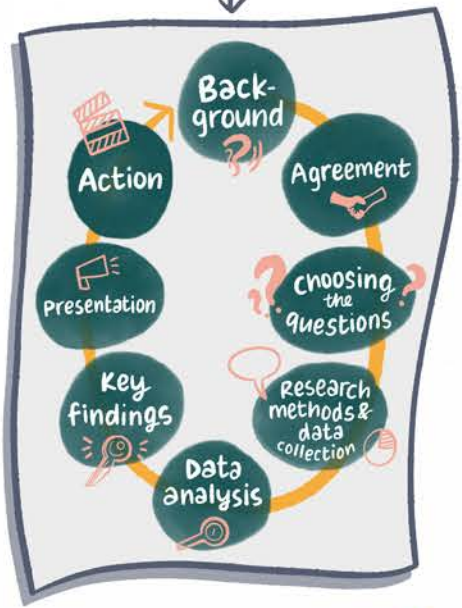 Back-
ground
Agreement
Choosing
the
questions
Research
methods &
data
collection
Data
analysis
Key
findings
Presentation
Action